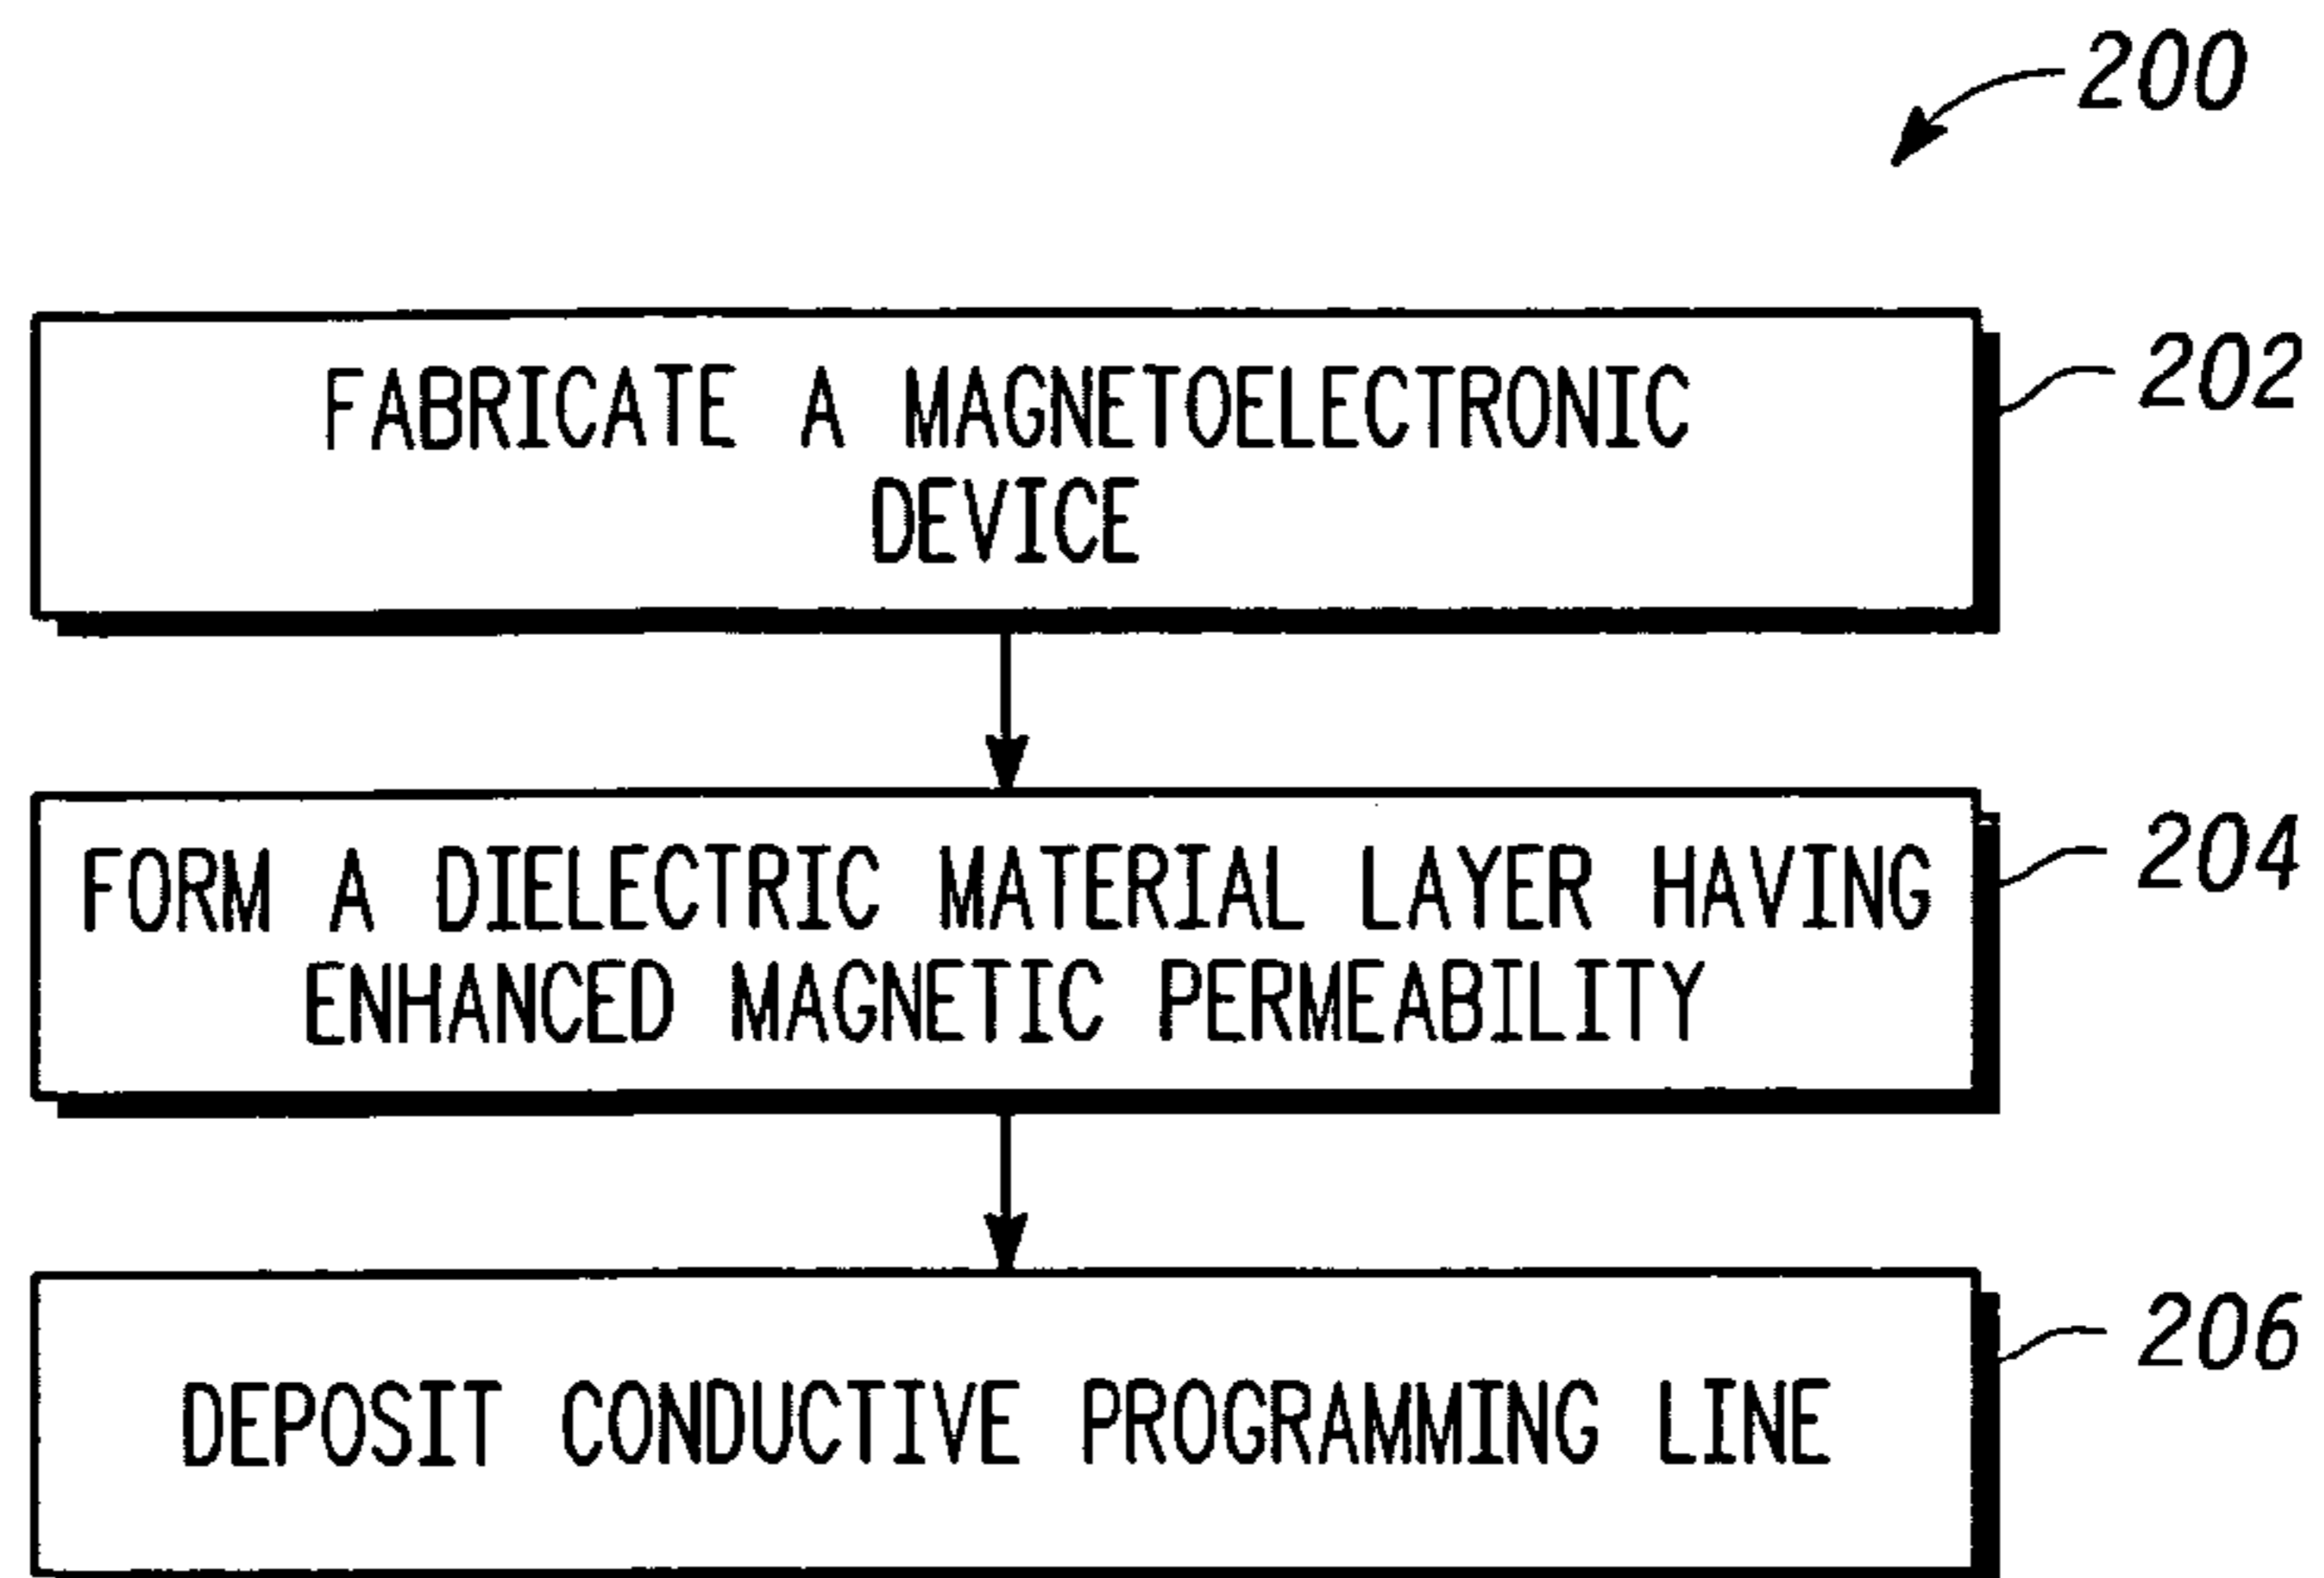 200
FABRICATE A MAGNETOELECTRONIC
DEVICE
202
FORM A DIELECTRIC MATERIAL LAYER HAVING
ENHANCED MAGNETIC PERMEABILITY
204
DEPOSIT CONDUCTIVE PROGRAMMING LINE
206